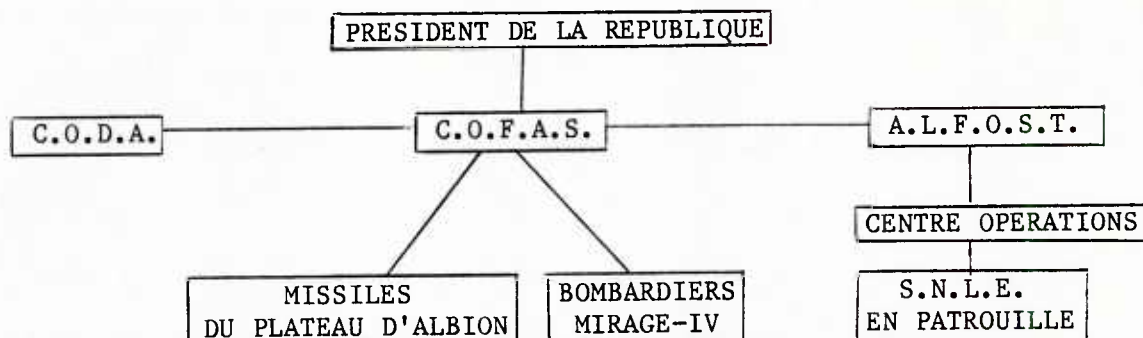 PRESIDENT DE LA REPUBLIQUE
C.O.D.A.
C.O.F.A.S.
A.L.F.O.S.T.
CENTRE OPERATIONS
MISSILES
DU PLATEAU D'ALBION
BOMBARDIERS
MIRAGE-IV
S.N.L.E.
EN PATROUILLE